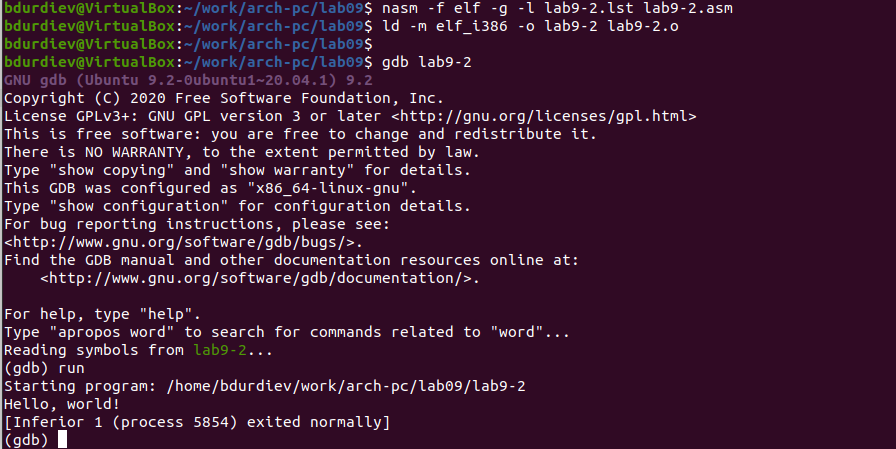 bdurdiev@VirtualBox:~/work/arch-pc/lab09$ nasm -f elf -g -l lab9-2.lst lab9-2.asm
bdurdiev@VirtualBox:~/work/arch-pc/lab09$ ld -m elf_i386 -o lab9-2 lab9-2.o
bdurdiev@VirtualBox:~/work/arch-pc/lab09$
bdurdiev@VirtualBox:~/work/arch-pc/lab09$ gdb lab9-2
GNU gdb (Ubuntu 9.2-0ubuntu1~20.04.1) 9.2
Copyright (C) 2020 Free Software Foundation, Inc.
License GPLv3+: GNU GPL version 3 or later <http://gnu.org/licenses/gpl.html>
This is free software: you are free to change and redistribute it.
There is NO WARRANTY, to the extent permitted by law.
Type "show copying" and "show warranty" for details.
This GDB was configured as "x86_64-linux-gnu".
Type "show configuration" for configuration details.
For bug reporting instructions, please see:
<http://www.gnu.org/software/gdb/bugs/>.
Find the GDB manual and other documentation resources online at:
    <http://www.gnu.org/software/gdb/documentation/>.

For help, type "help".
Type "apropos word" to search for commands related to "word"...
Reading symbols from lab9-2...
(gdb) run
Starting program: /home/bdurdiev/work/arch-pc/lab09/lab9-2
Hello, world!
[Inferior 1 (process 5854) exited normally]
(gdb)